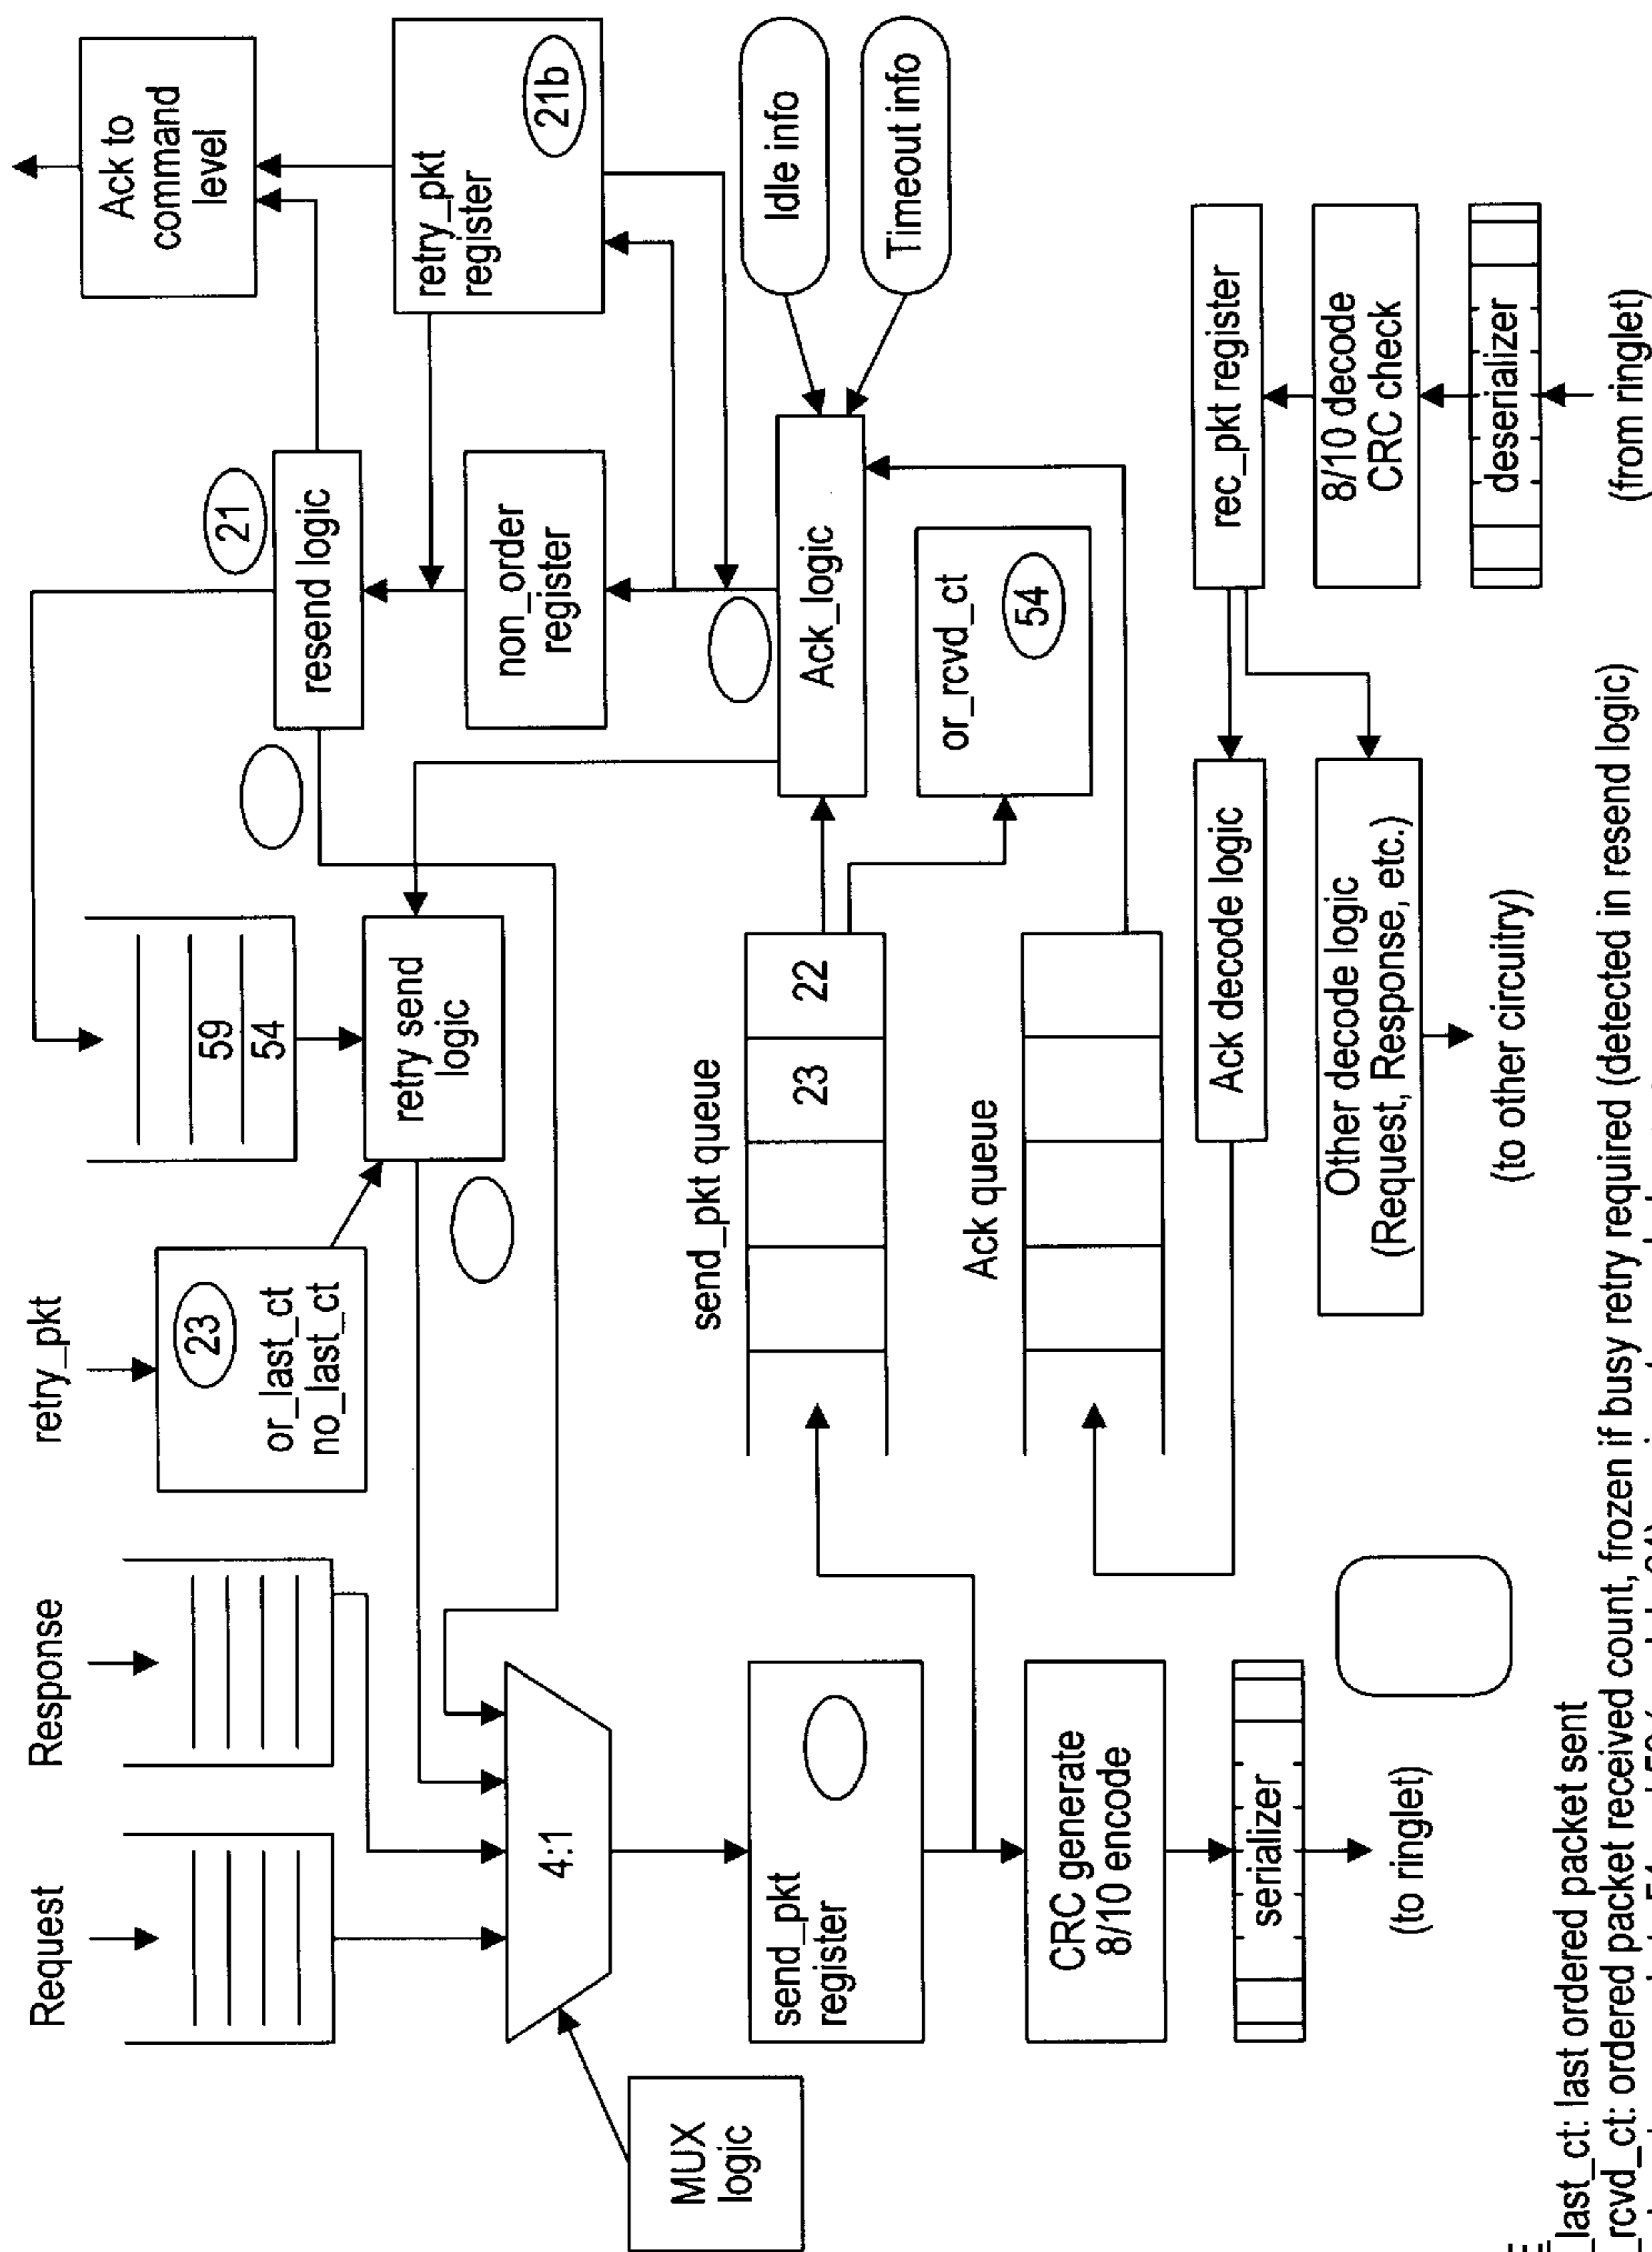 Request
Response
retry_pkt
Ack to
command
level
23
or_last_ct
no_last_ct
59
54
21
resend logic
4:1
MUX
logic
retry send
logic
retry_pkt
register
21b
non_order
register
send_pkt
register
send_pkt queue
23
22
Ack_logic
Idle info
Timeout info
or_rcvd_ct
54
CRC generate
8/10 encode
Ack queue
serializer
(to ringlet)
Ack decode logic
rec_pkt register
Other decode logic
(Request, Response, etc.)
8/10 decode
CRC check
(to other circuitry)
deserializer
(from ringlet)
_last_ct: last ordered packet sent
_rcvd_ct: ordered packet received count, frozen if busy retry required (detected in resend logic)